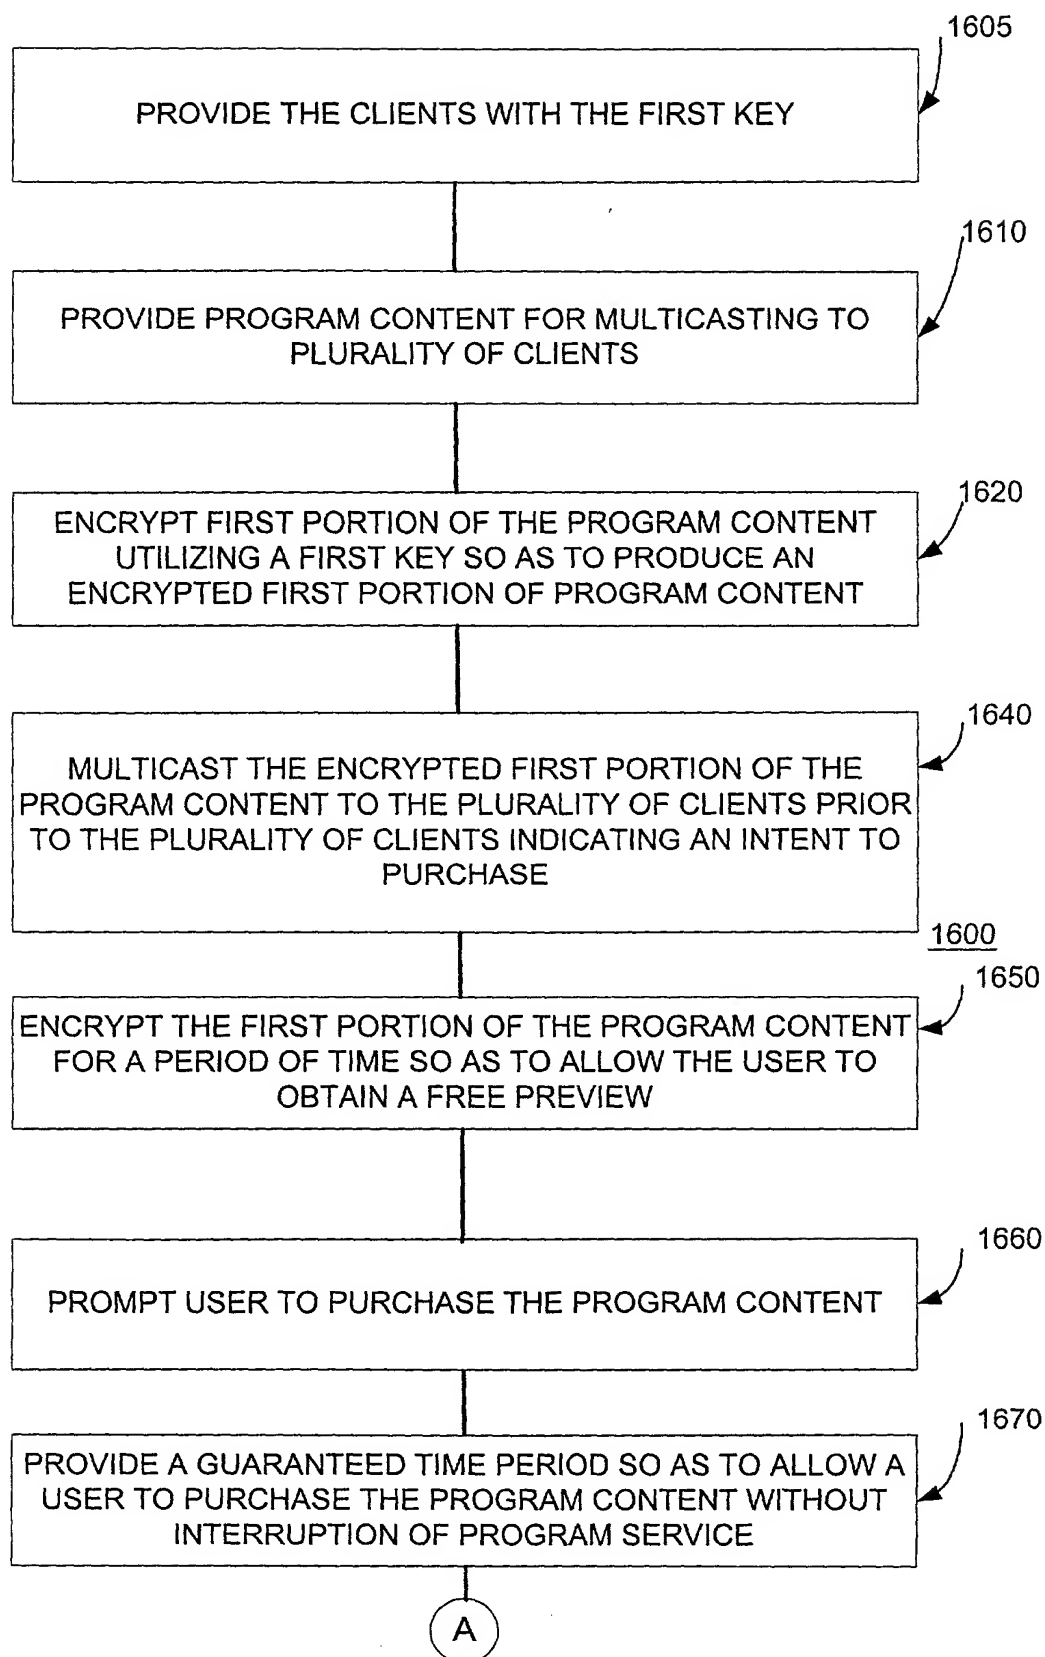 1605
PROVIDE THE CLIENTS WITH THE FIRST KEY
1610
PROVIDE PROGRAM CONTENT FOR MULTICASTING TO
PLURALITY OF CLIENTS
1620
ENCRYPT FIRST PORTION OF THE PROGRAM CONTENT
UTILIZING A FIRST KEY SO AS TO PRODUCE AN
ENCRYPTED FIRST PORTION OF PROGRAM CONTENT
1640
MULTICAST THE ENCRYPTED FIRST PORTION OF THE
PROGRAM CONTENT TO THE PLURALITY OF CLIENTS PRIOR
TO THE PLURALITY OF CLIENTS INDICATING AN INTENT TO
PURCHASE
1600
1650
ENCRYPT THE FIRST PORTION OF THE PROGRAM CONTENT
FOR A PERIOD OF TIME SO AS TO ALLOW THE USER TO
OBTAIN A FREE PREVIEW
1660
PROMPT USER TO PURCHASE THE PROGRAM CONTENT
1670
PROVIDE A GUARANTEED TIME PERIOD SO AS TO ALLOW A
USER TO PURCHASE THE PROGRAM CONTENT WITHOUT
INTERRUPTION OF PROGRAM SERVICE
A